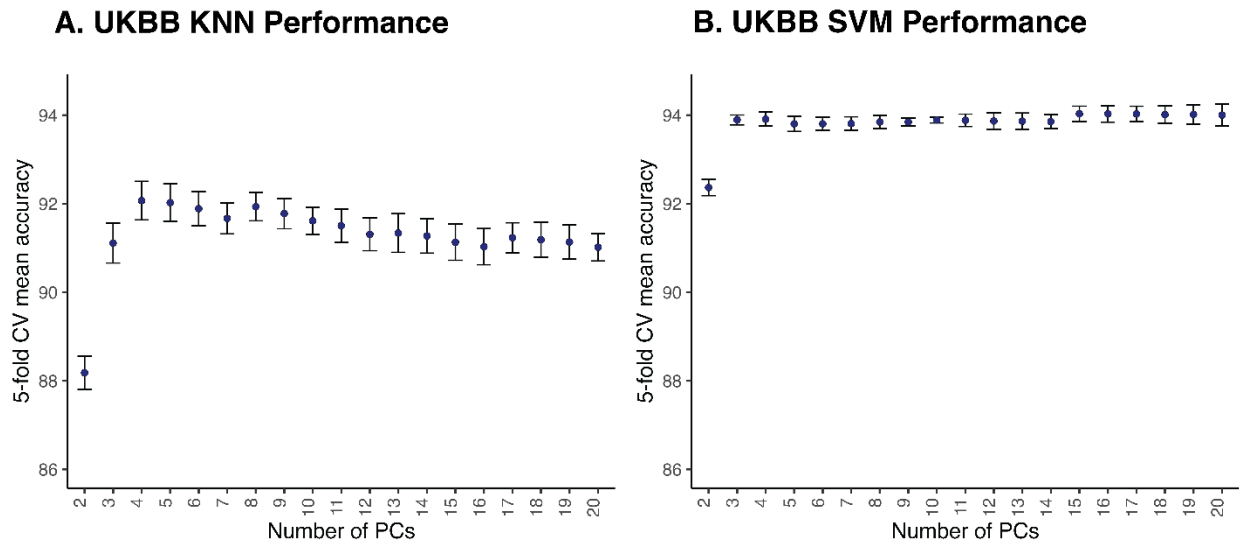 A. UKBB KNN Performance
5-fold CV mean accuracy
94
92
90
88
86
2 3 4 5 6 7 8 9 10 11 12 13 14 15 16 17 18 19 20
Number of PCs
B. UKBB SVM Performance
5-fold CV mean accuracy
94
92
90
88
86
2 3 4 5 6 7 8 9 10 11 12 13 14 15 16 17 18 19 20
Number of PCs